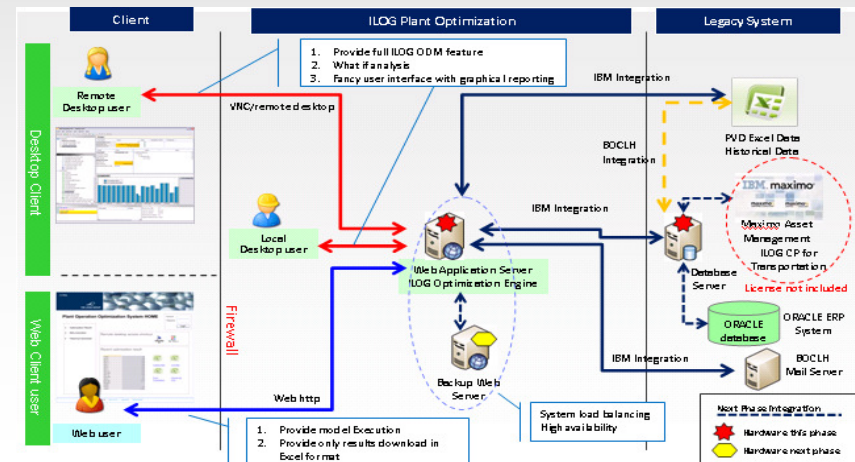 Client
ILOG Plant Optimization
Legacy System
Desktop Client
Web Client user
Remote
Desktop user
VNC/remote desktop
1. Provide full ILOG ODM feature
2. What if analysis
3. Fancy user interface with graphical reporting
IBM Integration
BOCLH
Integration
PVD Excel Data
Historical Data
IBM. maximo
Maximo Asset
Management
ILOG CP for
Transportation
License not included
Local
Desktop user
IBM Integration
Web Application Server
ILOG Optimization Engine
Database
Server
ORACLE
database
ORACLE ERP
System
Firewall
Plant Operation Optimization System HOME
Backup Web
Server
IBM Integration
BOCLH
Mail Server
Web http
Web user
System load balancing
High availability
1. Provide model Execution
2. Provide only results download in
Excel format
Next Phase Integration
Hardware this phase
Hardware next phase